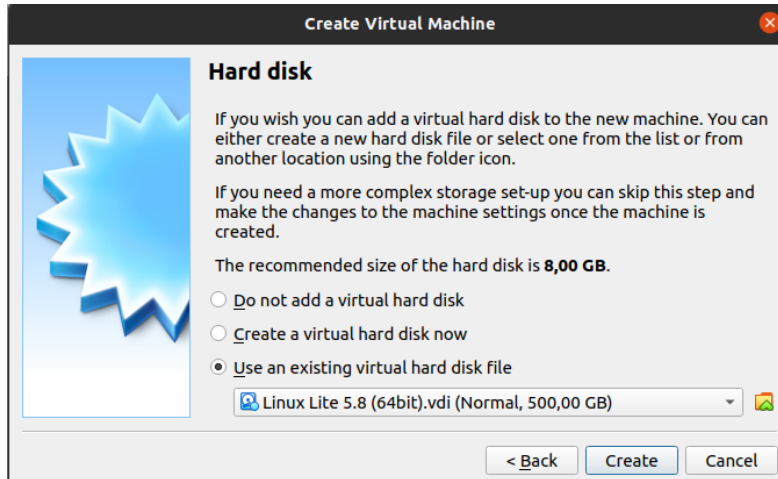 Create Virtual Machine
Hard disk
If you wish you can add a virtual hard disk to the new machine. You can
either create a new hard disk file or select one from the list or from
another location using the folder icon.
If you need a more complex storage set-up you can skip this step and
make the changes to the machine settings once the machine is
created.
The recommended size of the hard disk is 8,00 GB.
Do not add a virtual hard disk
Create a virtual hard disk now
Use an existing virtual hard disk file
Linux Lite 5.8 (64bit).vdi (Normal, 500,00 GB)
< Back Create Cancel